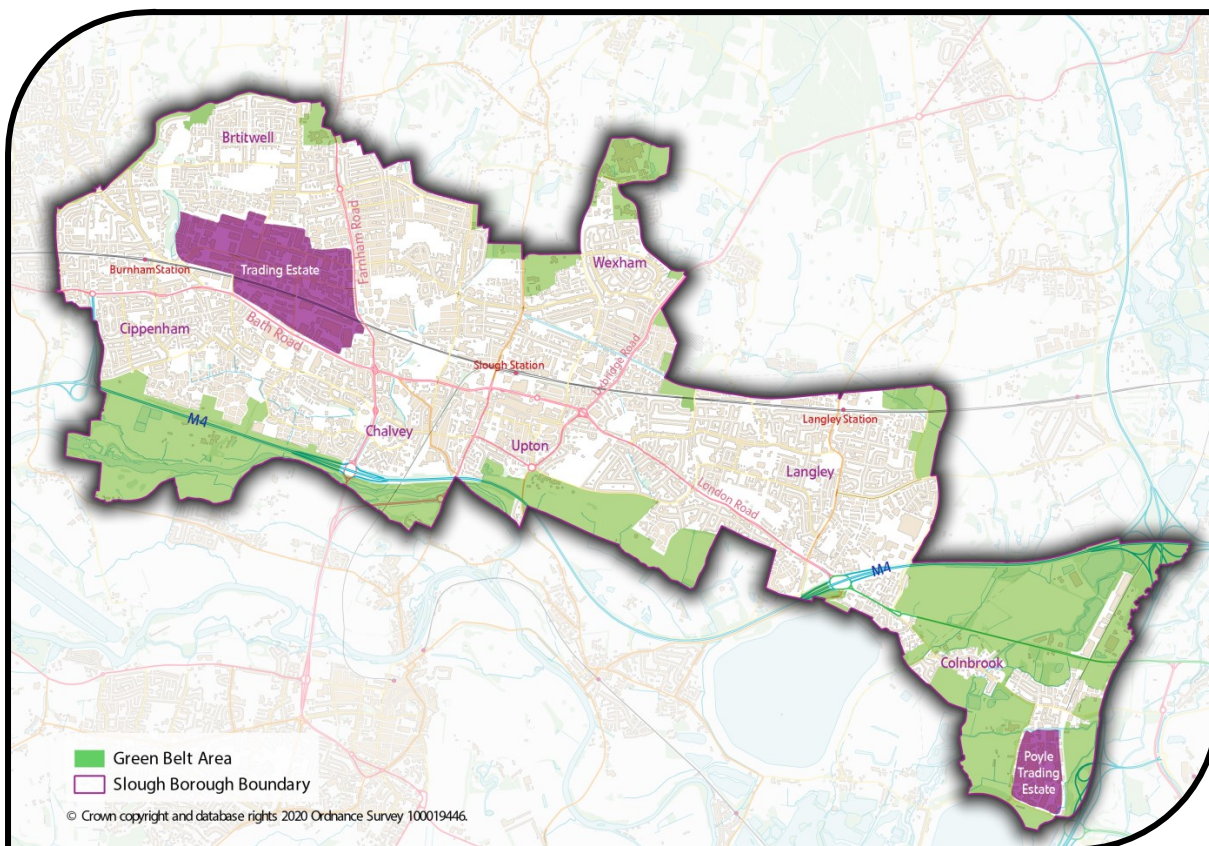 Brtitwell
Farnham Road
Wexham
BurnhamStation
Trading Estate
Cippenham
Bath Road
Slough Station
Uxbridge Road
M4
Chalvey
Upton
Langley Station
Langley
London Road
M4
Colnbrook
Poyle
Trading
Estate
Green Belt Area
Slough Borough Boundary
© Crown copyright and database rights 2020 Ordnance Survey 100019446.